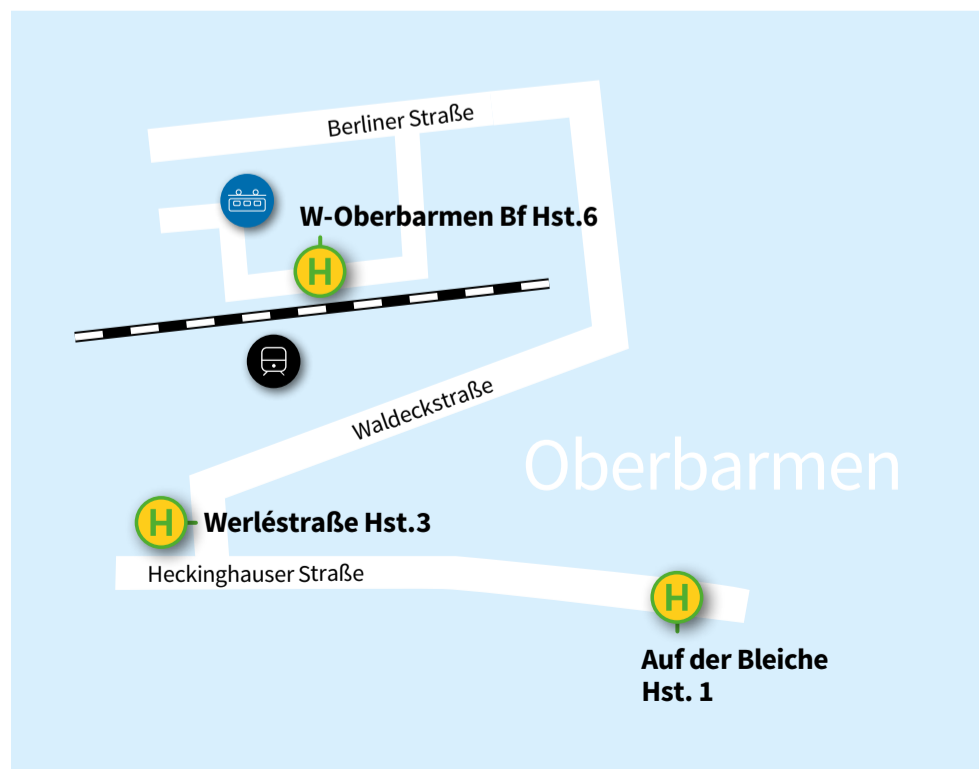 Berliner Straße
W-Oberbarmen Bf Hst.6
H
Waldeckstraße
Oberbarmen
H
Werléstraße Hst.3
Heckinghauser Straße
H
Auf der Bleiche
Hst. 1